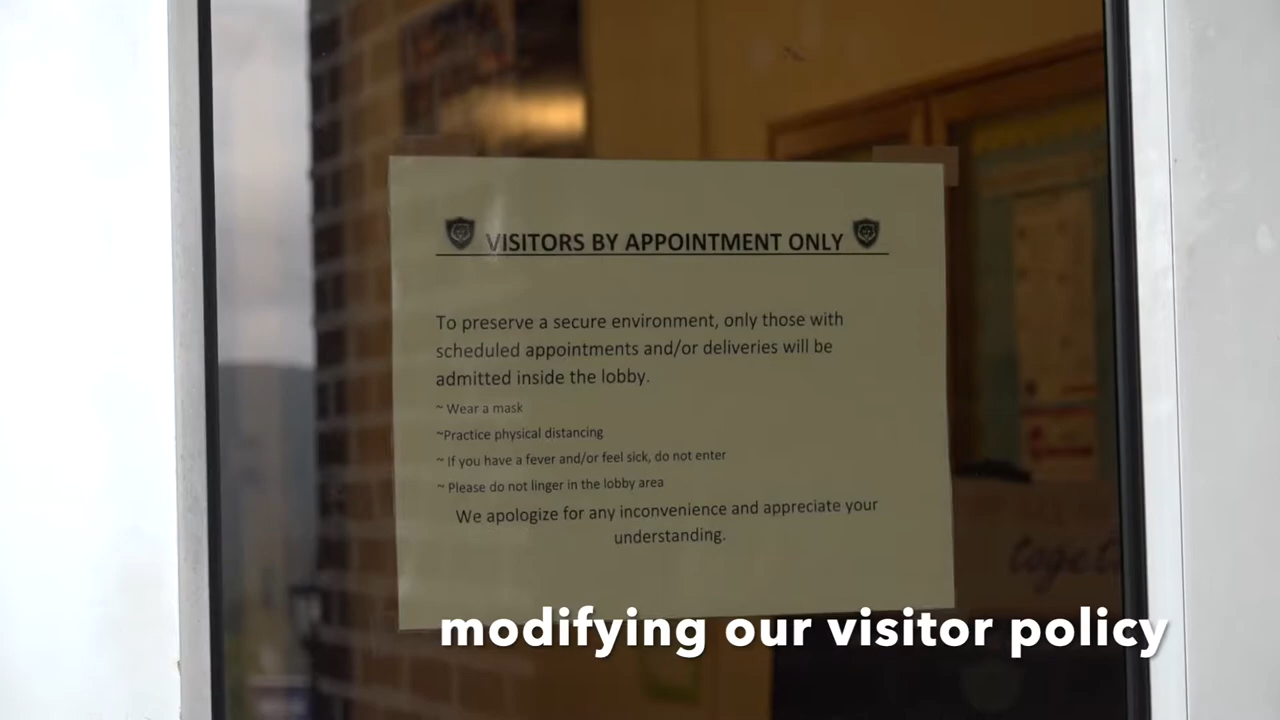 VISITORS BY APPOINTMENT ONLY
To preserve a secure environment, only those with
scheduled appointments and/or deliveries will be
admitted inside the lobby.
~ Wear a mask
~Practice physical distancing
~ If you have a fever and/or feel sick, do not enter
~ Please do not linger in the lobby area
We apologize for any inconvenience and appreciate your
understanding.
modifying our visitor policy